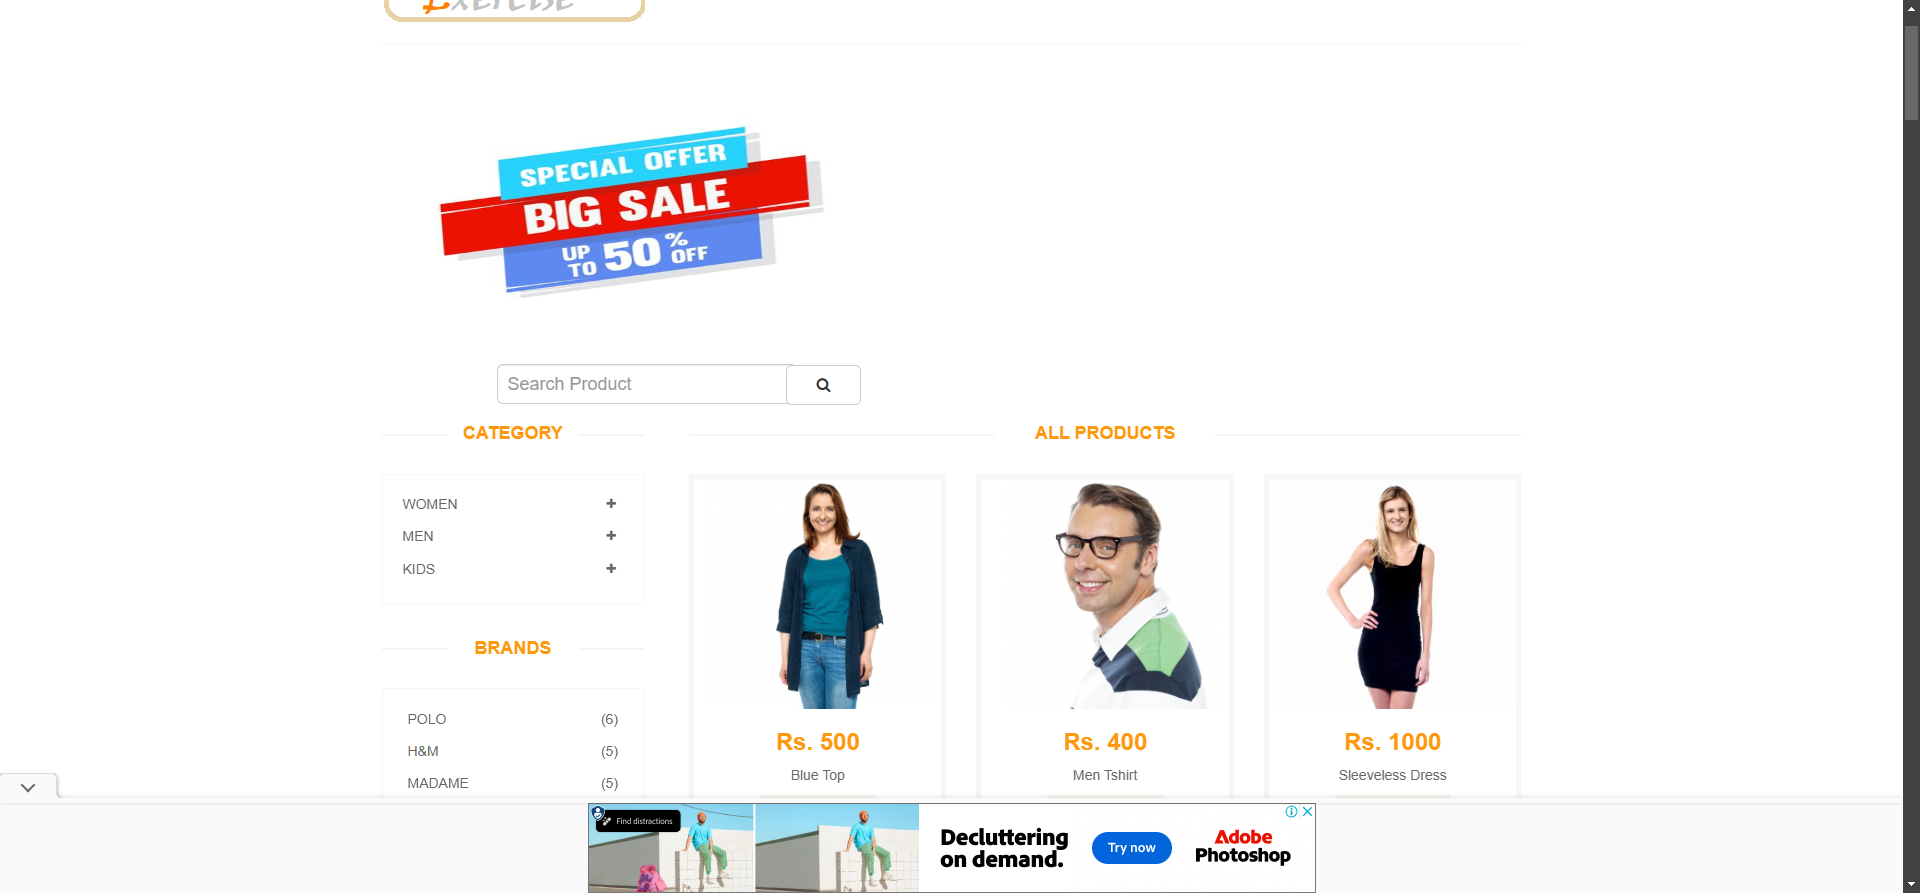 Exercise
SPECIAL OFFER
BIG SALE
UP TO 50% OFF
Search Product
CATEGORY
WOMEN
MEN
KIDS
BRANDS
POLO (6)
H&M (5)
MADAME (5)
ALL PRODUCTS
Rs. 500
Blue Top
Rs. 400
Men Tshirt
Rs. 1000
Sleeveless Dress
Find distractions
Decluttering
on demand.
Try now
Adobe
Photoshop